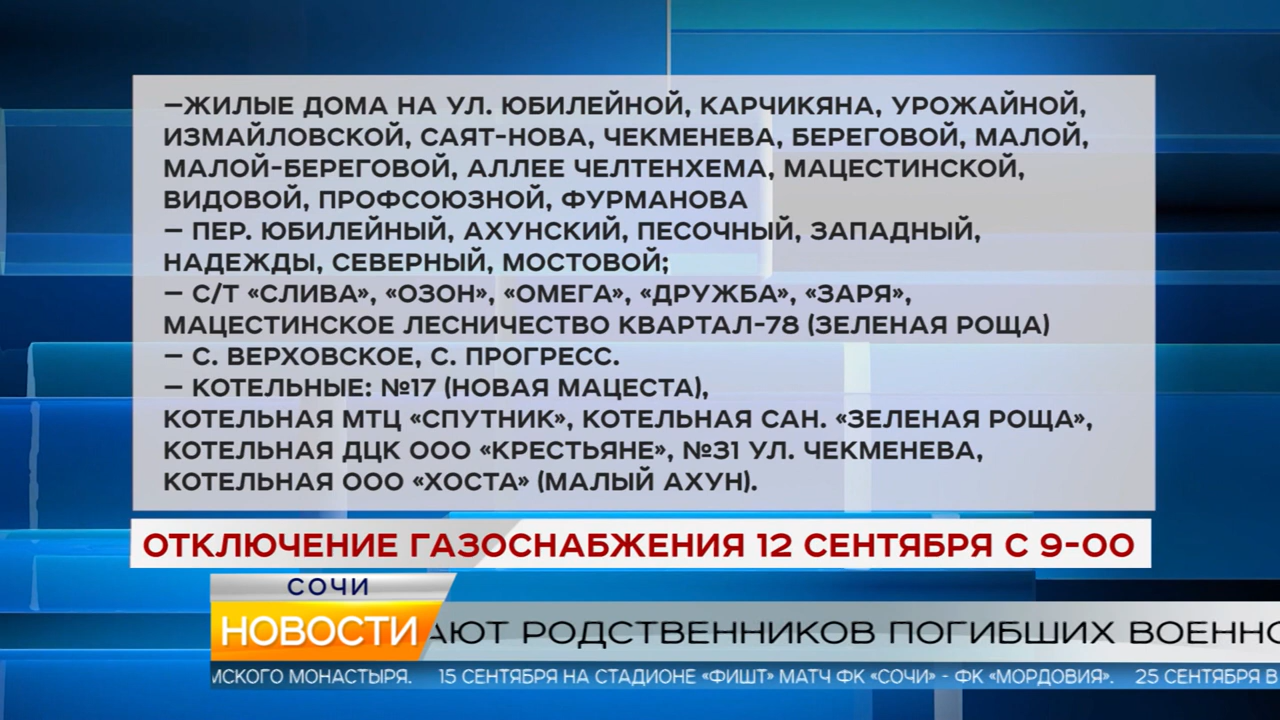 –ЖИЛЫЕ ДОМА НА УЛ. ЮБИЛЕЙНОЙ, КАРЧИКЯНА, УРОЖАЙНОЙ,
ИЗМАЙЛОВСКОЙ, САЯТ-НОВА, ЧЕКМЕНЕВА, БЕРЕГОВОЙ, МАЛОЙ,
МАЛОЙ-БЕРЕГОВОЙ, АЛЛЕЕ ЧЕЛТЕНХЕМА, МАЦЕСТИНСКОЙ,
ВИДОВОЙ, ПРОФСОЮЗНОЙ, ФУРМАНОВА
– ПЕР. ЮБИЛЕЙНЫЙ, АХУНСКИЙ, ПЕСОЧНЫЙ, ЗАПАДНЫЙ,
НАДЕЖДЫ, СЕВЕРНЫЙ, МОСТОВОЙ;
– С/Т «СЛИВА», «ОЗОН», «ОМЕГА», «ДРУЖБА», «ЗАРЯ»,
МАЦЕСТИНСКОЕ ЛЕСНИЧЕСТВО КВАРТАЛ-78 (ЗЕЛЕНАЯ РОЩА)
– С. ВЕРХОВСКОЕ, С. ПРОГРЕСС.
– КОТЕЛЬНЫЕ: №17 (НОВАЯ МАЦЕСТА),
КОТЕЛЬНАЯ МТЦ «СПУТНИК», КОТЕЛЬНАЯ САН. «ЗЕЛЕНАЯ РОЩА»,
КОТЕЛЬНАЯ ДЦК ООО «КРЕСТЬЯНЕ», №31 УЛ. ЧЕКМЕНЕВА,
КОТЕЛЬНАЯ ООО «ХОСТА» (МАЛЫЙ АХУН).
ОТКЛЮЧЕНИЕ ГАЗОСНАБЖЕНИЯ 12 СЕНТЯБРЯ С 9-00
СОЧИ
НОВОСТИ
АЮТ РОДСТВЕННИКОВ ПОГИБШИХ ВОЕННО
МСКОГО МОНАСТЫРЯ. 15 СЕНТЯБРЯ НА СТАДИОНЕ «ФИШТ» МАТЧ ФК «СОЧИ» - ФК «МОРДОВИЯ». 25 СЕНТЯБРЯ В